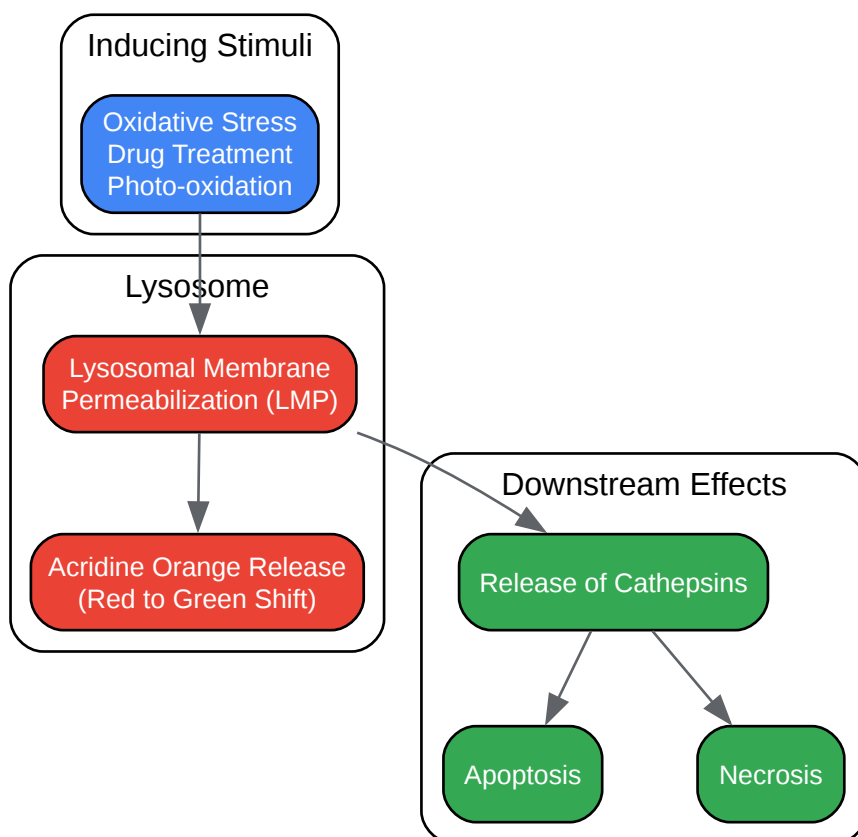 Inducing Stimuli
Oxidative Stress
Drug Treatment
Photo-oxidation
Lysosome
Lysosomal Membrane
Permeabilization (LMP)
Acridine Orange Release
(Red to Green Shift)
Downstream Effects
Release of Cathepsins
Apoptosis
Necrosis